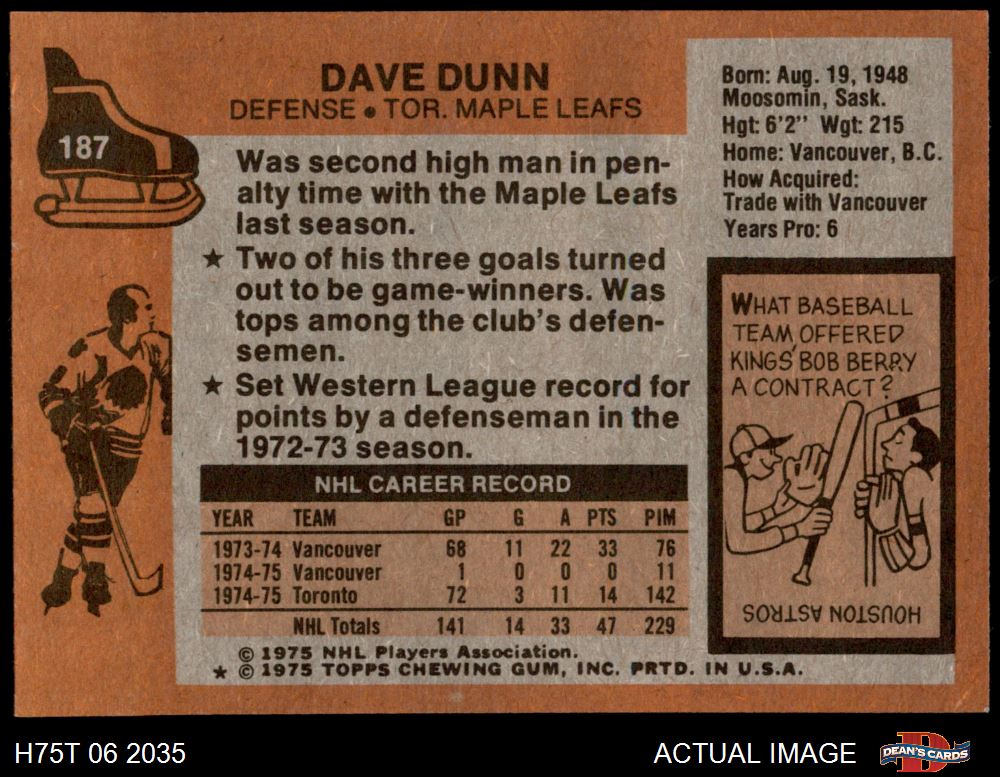 187
DAVE DUNN
DEFENSE • TOR. MAPLE LEAFS
Was second high man in pen-
alty time with the Maple Leafs
last season.
★ Two of his three goals turned
out to be game-winners. Was
tops among the club's defen-
semen.
★ Set Western League record for
points by a defenseman in the
1972-73 season.
NHL CAREER RECORD
YEAR TEAM GP G A PTS PIM
1973-74 Vancouver 68 11 22 33 76
1974-75 Vancouver 1 0 0 0 11
1974-75 Toronto 72 3 11 14 142
NHL Totals 141 14 33 47 229
© 1975 NHL Players Association.
★ © 1975 TOPPS CHEWING GUM, INC. PRTD. IN U.S.A.
Born: Aug. 19, 1948
Moosomin, Sask.
Hgt: 6'2" Wgt: 215
Home: Vancouver, B.C.
How Acquired:
Trade with Vancouver
Years Pro: 6
WHAT BASEBALL
TEAM OFFERED
KINGS' BOB BERRY
A CONTRACT?
HOUSTON ASTROS
H75T 06 2035
ACTUAL IMAGE
DEAN'S CARDS